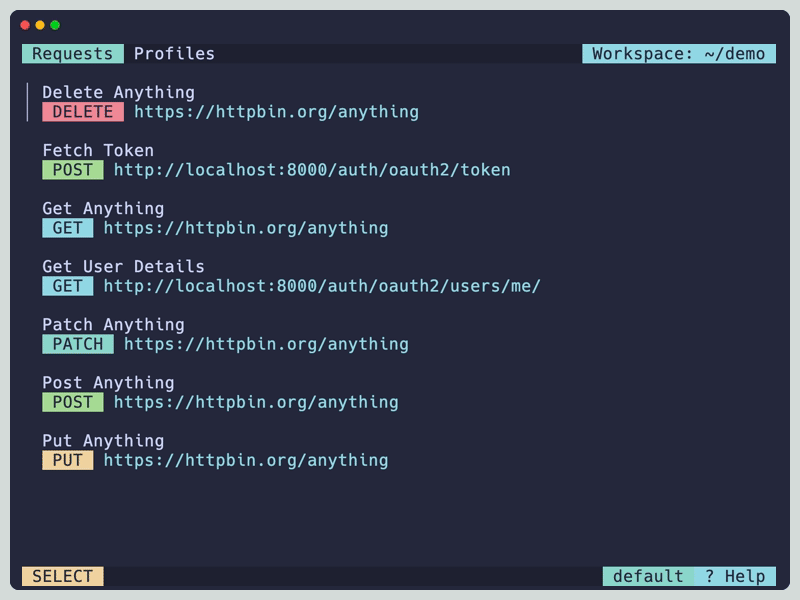 Requests Profiles Workspace: ~/demo
Delete Anything
DELETE https://httpbin.org/anything
Fetch Token
POST http://localhost:8000/auth/oauth2/token
Get Anything
GET https://httpbin.org/anything
Get User Details
GET http://localhost:8000/auth/oauth2/users/me/
Patch Anything
PATCH https://httpbin.org/anything
Post Anything
POST https://httpbin.org/anything
Put Anything
PUT https://httpbin.org/anything
SELECT default ? Help